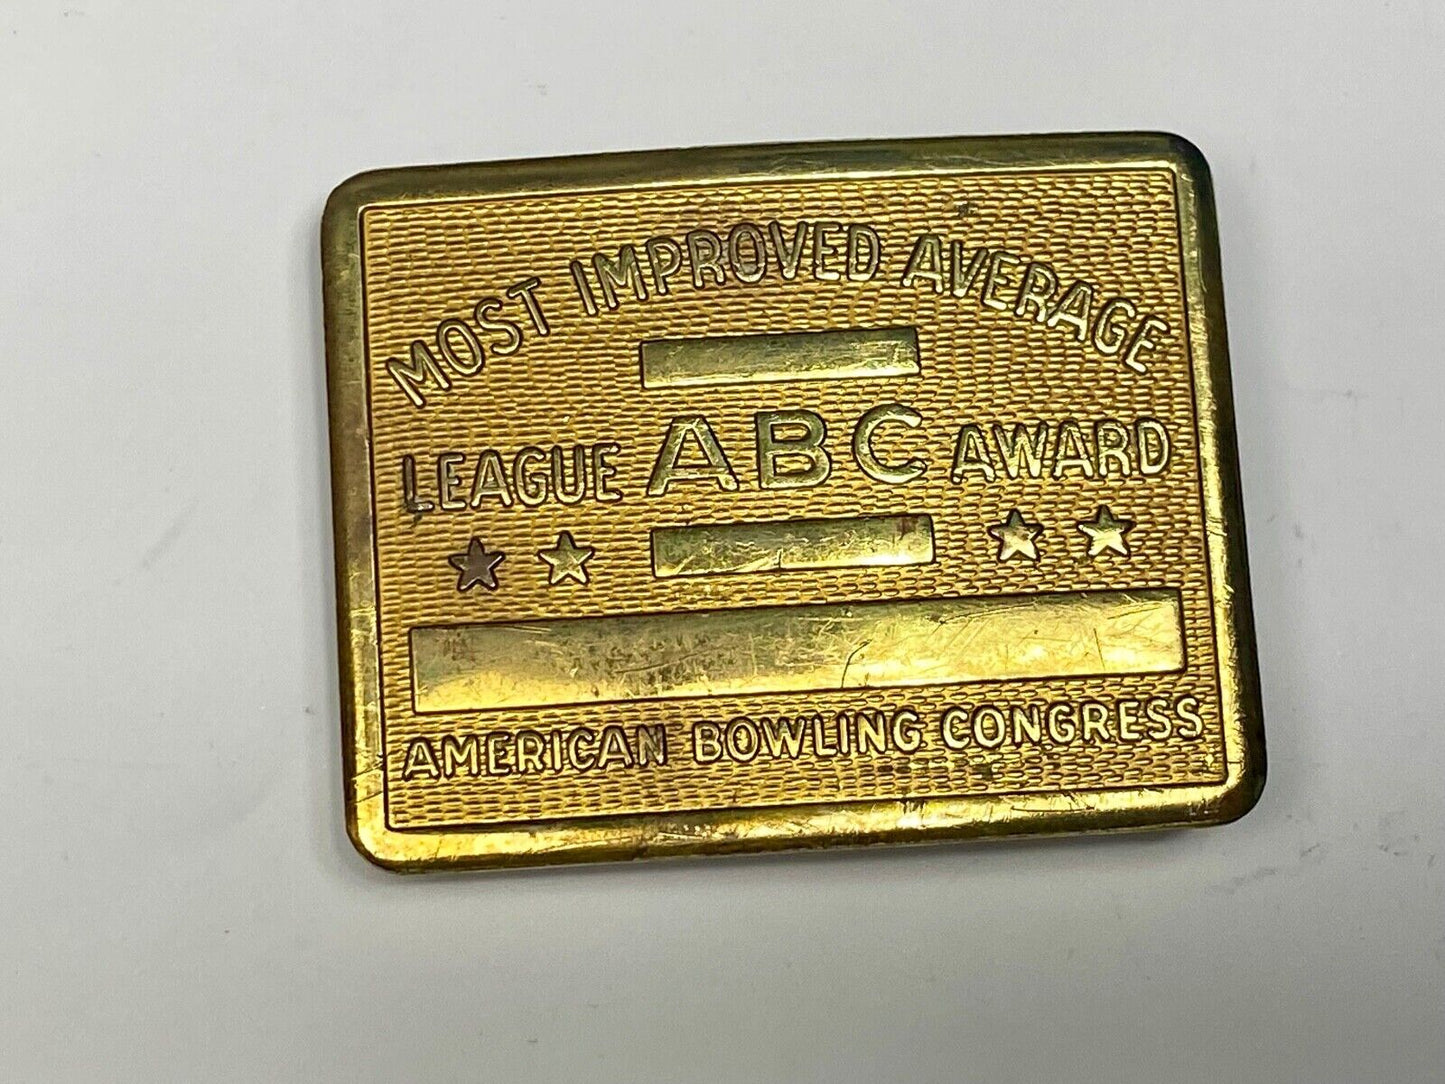 MOST IMPROVED AVERAGE
LEAGUE ABC AWARD
AMERICAN BOWLING CONGRESS